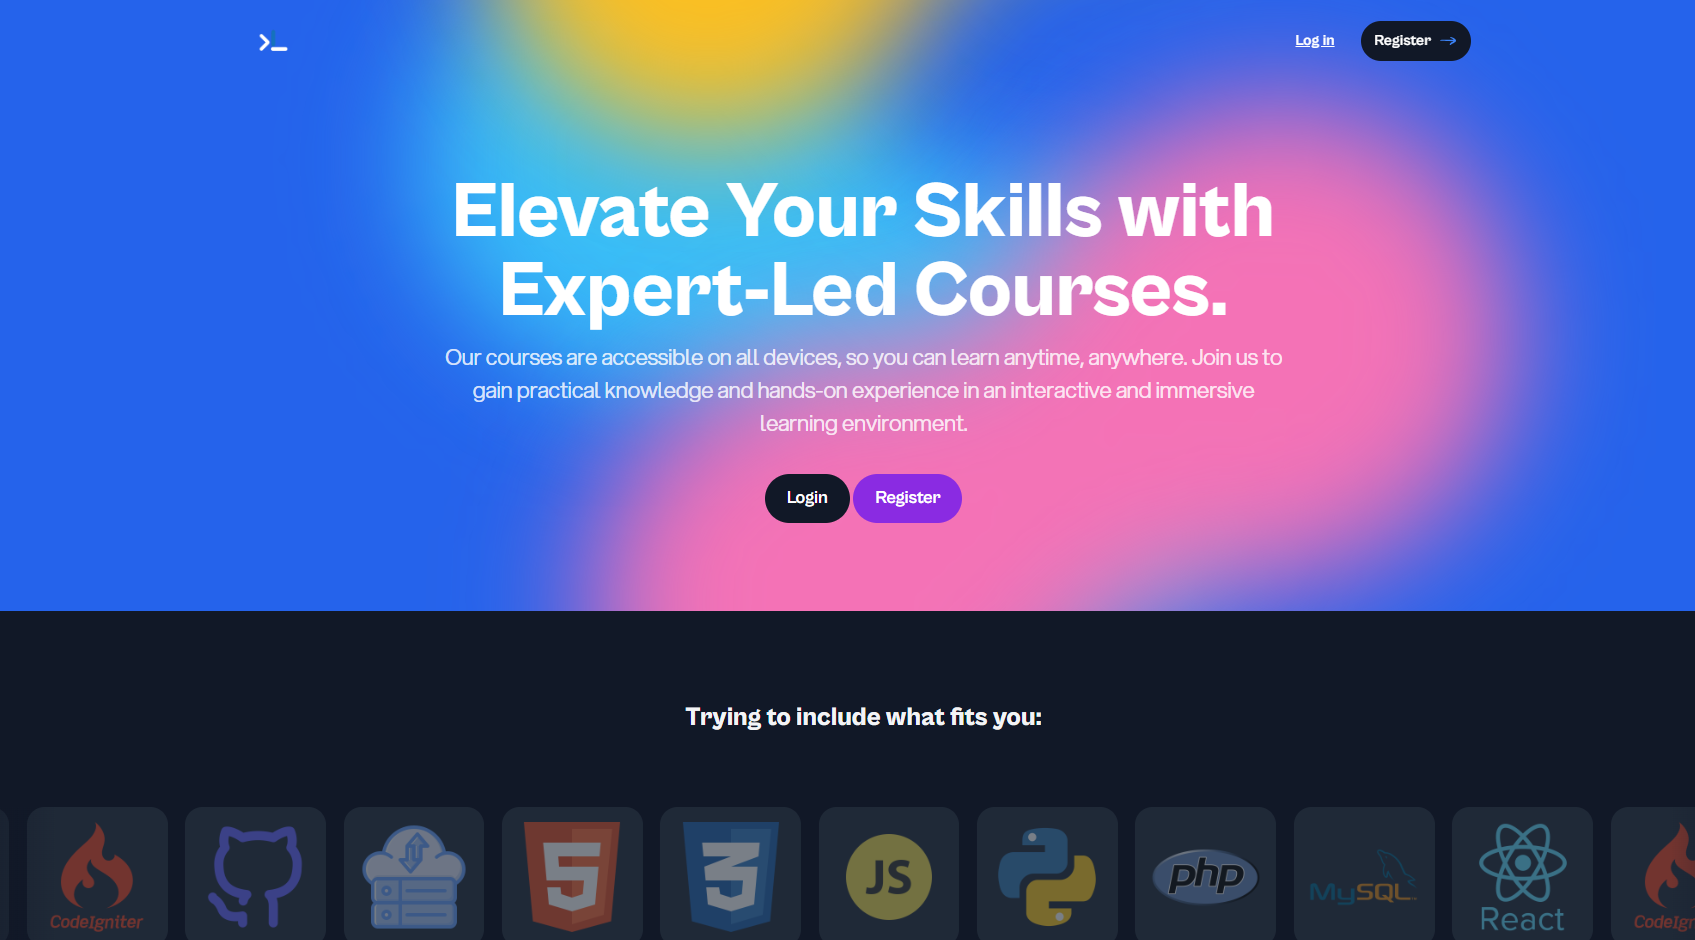 Log in
Register
Elevate Your Skills with
Expert-Led Courses.
Our courses are accessible on all devices, so you can learn anytime, anywhere. Join us to
gain practical knowledge and hands-on experience in an interactive and immersive
learning environment.
Login
Register
Trying to include what fits you:
CodeIgniter
5
3
JS
php
MySQL
React
CodeIgn